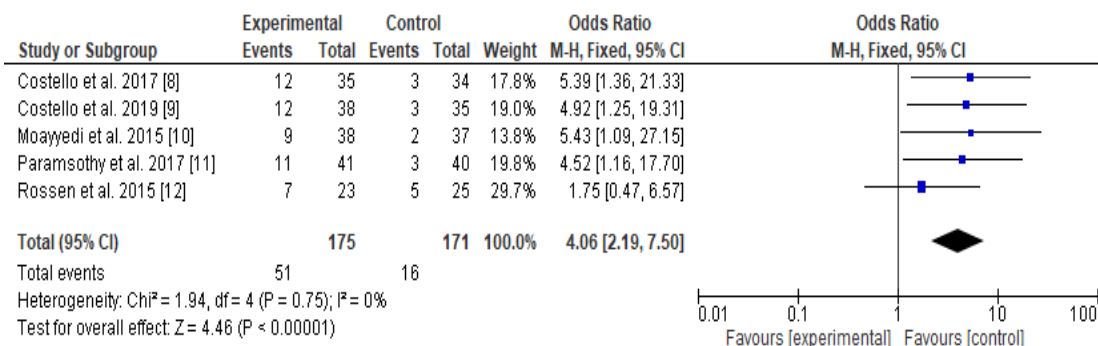 Experimental Control Odds Ratio Odds Ratio
Study or Subgroup Events Total Events Total Weight M-H, Fixed, 95% CI M-H, Fixed, 95% CI
Costello et al. 2017 [8] 12 35 3 34 17.8% 5.39 [1.36, 21.33]
Costello et al. 2019 [9] 12 38 3 35 19.0% 4.92 [1.25, 19.31]
Moayyedi et al. 2015 [10] 9 38 2 37 13.8% 5.43 [1.09, 27.15]
Paramsothy et al. 2017 [11] 11 41 3 40 19.8% 4.52 [1.16, 17.70]
Rossen et al. 2015 [12] 7 23 5 25 29.7% 1.75 [0.47, 6.57]
Total (95% CI) 175 171 100.0% 4.06 [2.19, 7.50]
Total events 51 16
Heterogeneity: Chi² = 1.94, df = 4 (P = 0.75); I² = 0%
Test for overall effect: Z = 4.46 (P < 0.00001)
0.01 0.1 1 10 100
Favours [experimental] Favours [control]